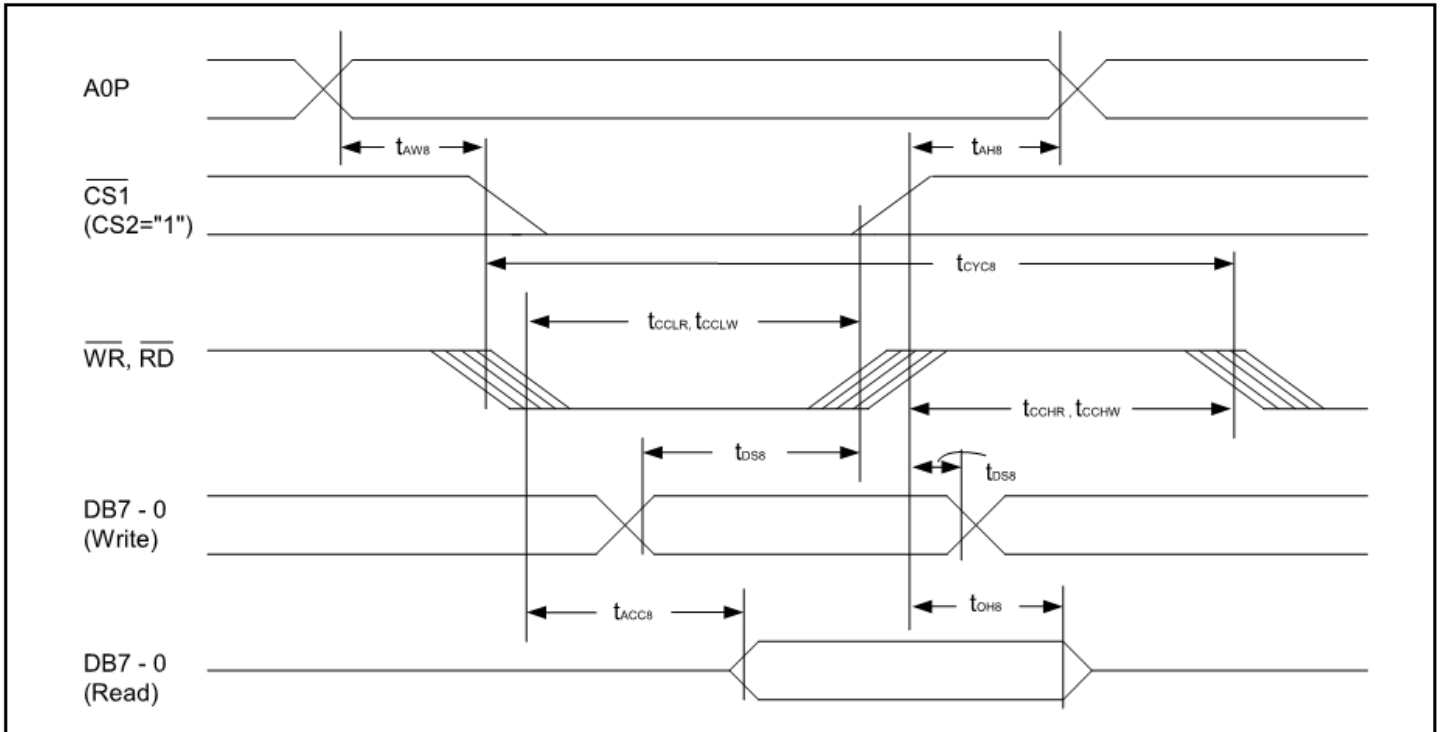 A0P
tAW8
tAH8
CS1
(CS2="1")
tCYC8
tCCLR, tCCLW
WR, RD
tCCHR , tCCHW
tDS8
tDS8
DB7 - 0
(Write)
tACC8
tOH8
DB7 - 0
(Read)